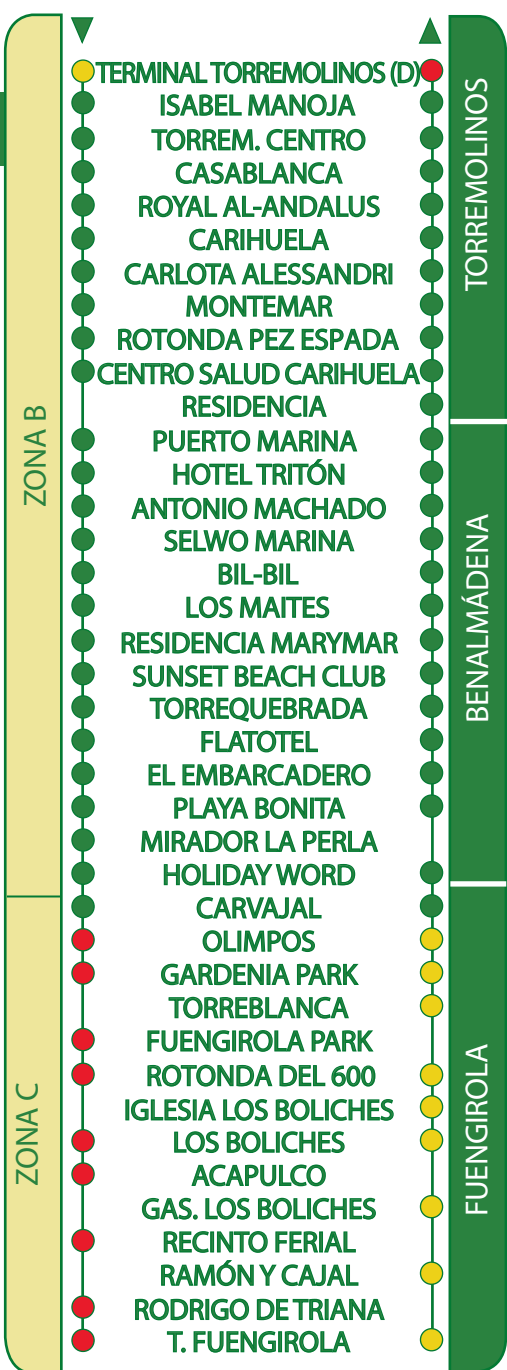 TERMINAL TORREMOLINOS (D)
ISABEL MANOJA
TORREM. CENTRO
CASABLANCA
ROYAL AL-ANDALUS
CARIHUELA
CARLOTA ALESSANDRI
MONTEMAR
ROTONDA PEZ ESPADA
CENTRO SALUD CARIHUELA
RESIDENCIA
PUERTO MARINA
HOTEL TRITÓN
ANTONIO MACHADO
SELWO MARINA
BIL-BIL
LOS MAITES
RESIDENCIA MARYMAR
SUNSET BEACH CLUB
TORREQUEBRADA
FLATOTEL
EL EMBARCADERO
PLAYA BONITA
MIRADOR LA PERLA
HOLIDAY WORD
CARVAJAL
OLIMPOS
GARDENIA PARK
TORREBLANCA
FUENGIROLA PARK
ROTONDA DEL 600
IGLESIA LOS BOLICHES
LOS BOLICHES
ACAPULCO
GAS. LOS BOLICHES
RECINTO FERIAL
RAMÓN Y CAJAL
RODRIGO DE TRIANA
T. FUENGIROLA
ZONA B
ZONA C
TORREMOLINOS
BENALMÁDENA
FUENGIROLA